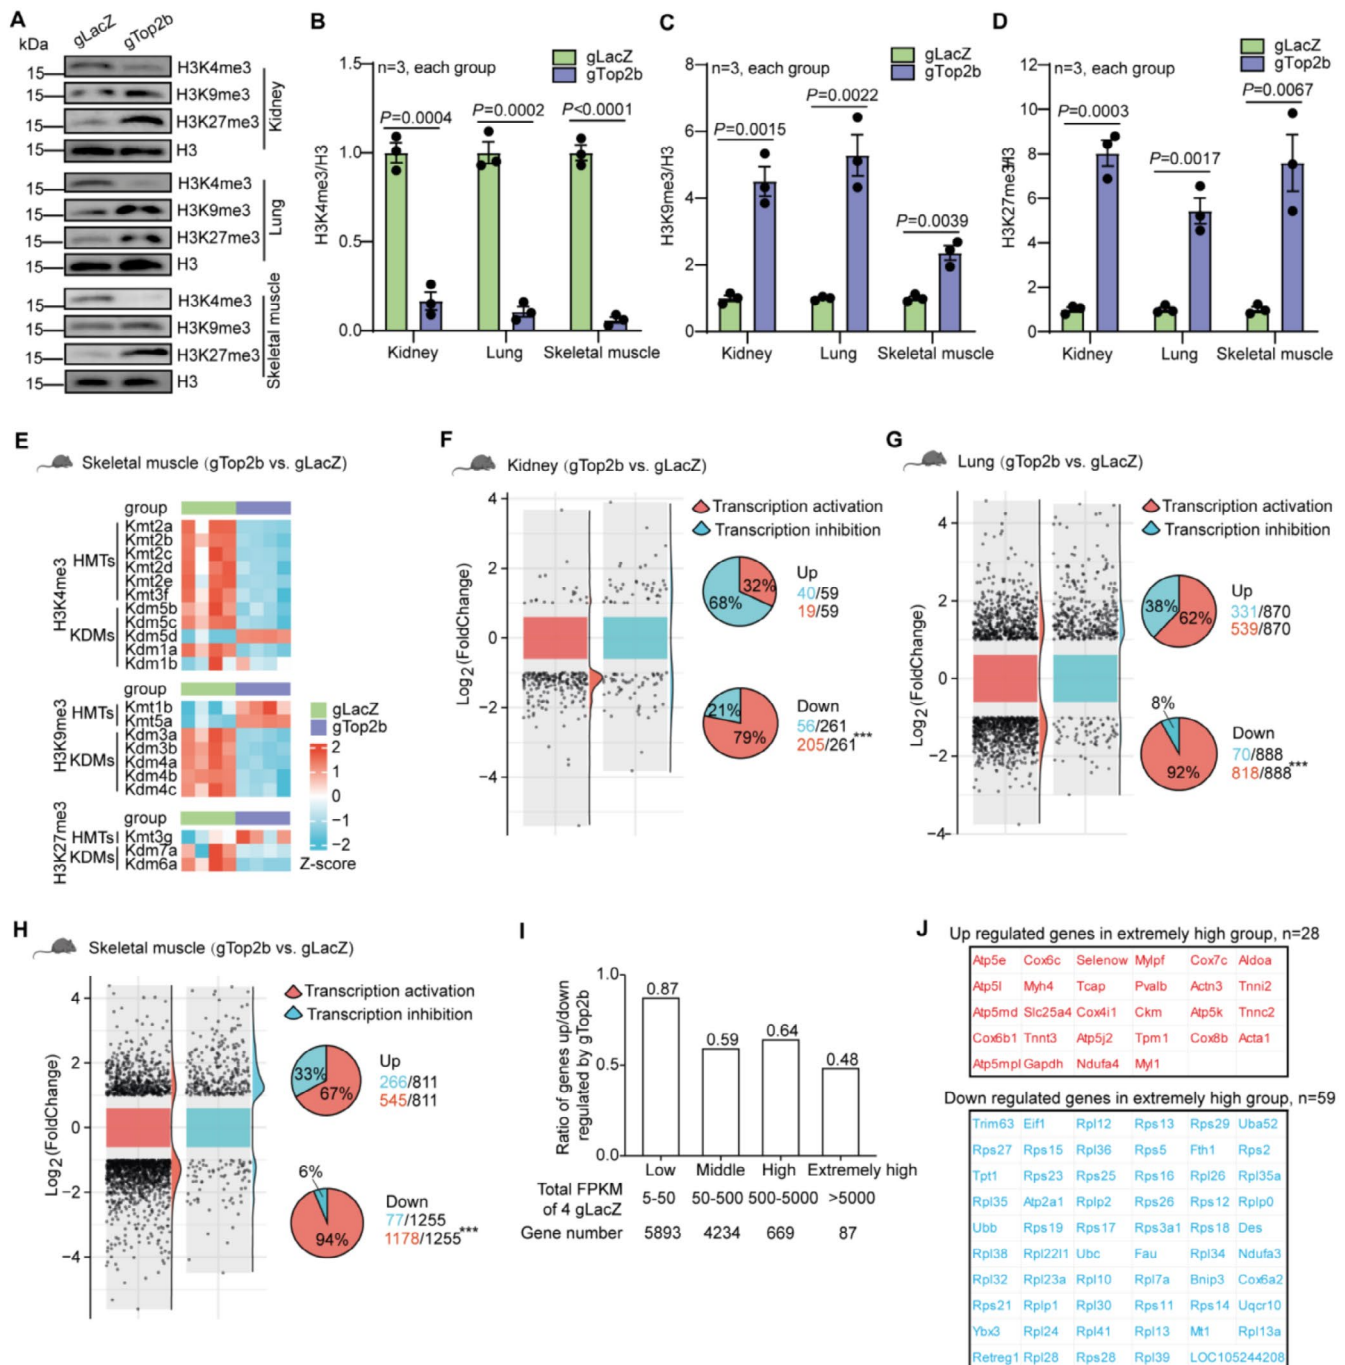 A
kDa gLacZ gTop2b
15 H3K4me3
15 H3K9me3
15 H3K27me3
15 H3
Kidney
15 H3K4me3
15 H3K9me3
15 H3K27me3
15 H3
Lung
15 H3K4me3
15 H3K9me3
15 H3K27me3
15 H3
Skeletal muscle
B
gLacZ
gTop2b
n=3, each group
H3K4me3/H3
1.5
1.0
0.5
0.0
P=0.0004 P=0.0002 P<0.0001
Kidney Lung Skeletal muscle
C
gLacZ
gTop2b
n=3, each group
H3K9me3/H3
8
6
4
2
0
P=0.0015 P=0.0022 P=0.0039
Kidney Lung Skeletal muscle
D
gLacZ
gTop2b
n=3, each group
12
10
8
6
4
2
0
P=0.0003 P=0.0017 P=0.0067
Kidney Lung Skeletal muscle
E
Skeletal muscle (gTop2b vs. gLacZ)
group
H3K4me3
HMTs
Kmt2a
Kmt2b
Kmt2c
Kmt2d
Kmt2e
Kmt3f
KDMs
Kdm5b
Kdm5c
Kdm5d
Kdm1a
Kdm1b
group
H3K9me3
HMTs
Kmt1b
Kmt5a
KDMs
Kdm3a
Kdm3b
Kdm4a
Kdm4b
Kdm4c
group
H3K27me3
HMTs
Kmt3g
KDMs
Kdm7a
Kdm6a
gLacZ
gTop2b
2
1
0
−1
−2
Z-score
F
Kidney (gTop2b vs. gLacZ)
Log2(FoldChange)
4
2
0
−2
−4
Transcription activation
Transcription inhibition
32%
68%
Up
40/59
19/59
21%
79%
Down
56/261
205/261***
G
Lung (gTop2b vs. gLacZ)
Log2(FoldChange)
4
2
0
−2
−4
Transcription activation
Transcription inhibition
38%
62%
Up
331/870
539/870
8%
92%
Down
70/888
818/888***
H
Skeletal muscle (gTop2b vs. gLacZ)
Log2(FoldChange)
4
2
0
−2
−4
Transcription activation
Transcription inhibition
33%
67%
Up
266/811
545/811
6%
94%
Down
77/1255
1178/1255***
I
Ratio of genes up/down
regulated by gTop2b
1.0
0.5
0.0
0.87 0.59 0.64 0.48
Low Middle High Extremely high
Total FPKM
of 4 gLacZ
5-50 50-500 500-5000 >5000
Gene number 5893 4234 669 87
J
Up regulated genes in extremely high group, n=28
Atp5e Cox6c Selenow Mylpf Cox7c Aldoa
Atp5l Myh4 Tcap Pvalb Actn3 Tnni2
Atp5md Slc25a4 Cox4i1 Ckm Atp5k Tnnc2
Cox6b1 Tnnt3 Atp5j2 Tpm1 Cox8b Acta1
Atp5mpl Gapdh Ndufa4 Myl1
Down regulated genes in extremely high group, n=59
Trim63 Eif1 Rpl12 Rps13 Rps29 Uba52
Rps27 Rps15 Rpl36 Rps5 Fth1 Rps2
Tpt1 Rps23 Rps25 Rps16 Rpl26 Rpl35a
Rpl35 Atp2a1 Rplp2 Rps26 Rps12 Rplp0
Ubb Rps19 Rps17 Rps3a1 Rps18 Des
Rpl38 Rpl22l1 Ubc Fau Rpl34 Ndufa3
Rpl32 Rpl23a Rpl10 Rpl7a Bnip3 Cox6a2
Rps21 Rplp1 Rpl30 Rps11 Rps14 Uqcr10
Ybx3 Rpl24 Rpl41 Rpl13 Mt1 Rpl13a
Retreg1 Rpl28 Rps28 Rpl39 LOC105244208